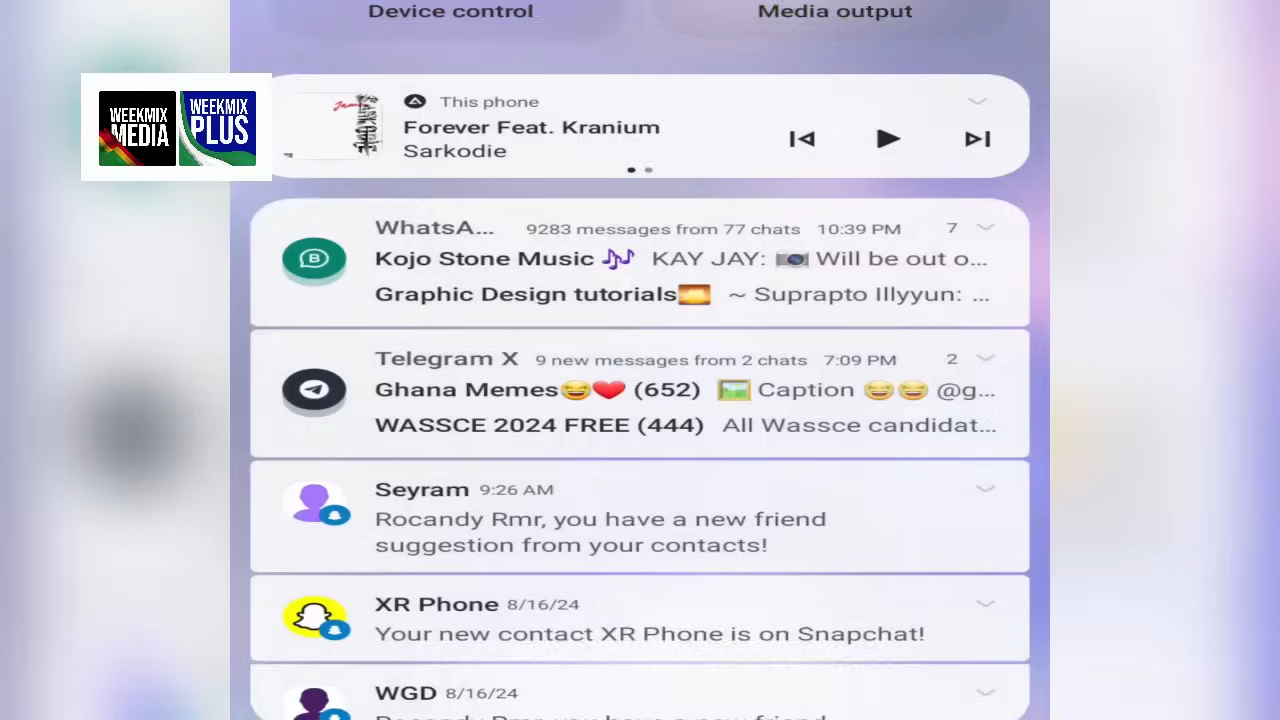 Device control
Media output
WEEKMIX
MEDIA
WEEKMIX
PLUS
This phone
Forever Feat. Kranium
Sarkodie
WhatsA... 9283 messages from 77 chats 10:39 PM 7
Kojo Stone Music 🎶 KAY JAY: 📷 Will be out o...
Graphic Design tutorials🌅 ~ Suprapto Illyyun: ...
Telegram X 9 new messages from 2 chats 7:09 PM 2
Ghana Memes😂❤️ (652) 🖼️ Caption 😂😂 @g...
WASSCE 2024 FREE (444) All Wassce candidat...
Seyram 9:26 AM
Rocandy Rmr, you have a new friend
suggestion from your contacts!
XR Phone 8/16/24
Your new contact XR Phone is on Snapchat!
WGD 8/16/24